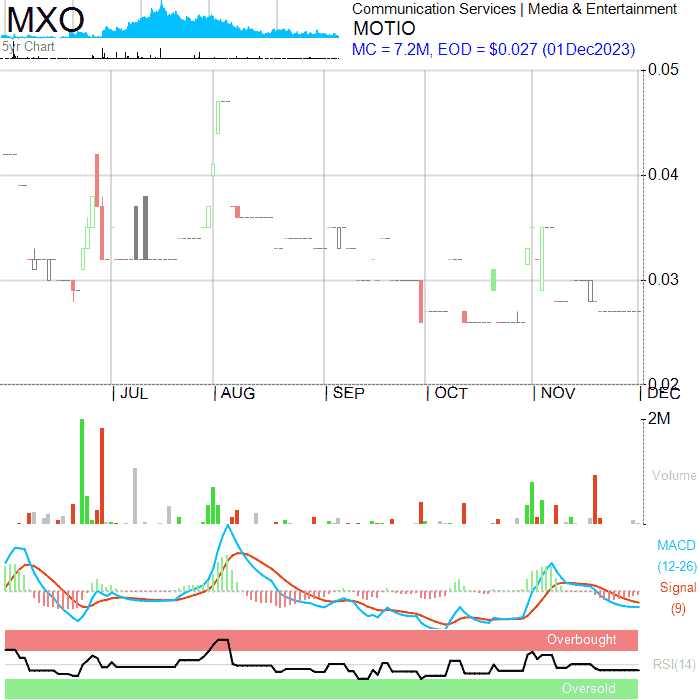 MXO
Communication Services | Media & Entertainment
MOTIO
5yr Chart
MC = 7.2M, EOD = $0.027 (01Dec2023)
0.05
0.04
0.03
0.02
JUL AUG SEP OCT NOV DEC
2M
Volume
MACD
(12-26)
Signal
(9)
Overbought
RSI(14)
Oversold